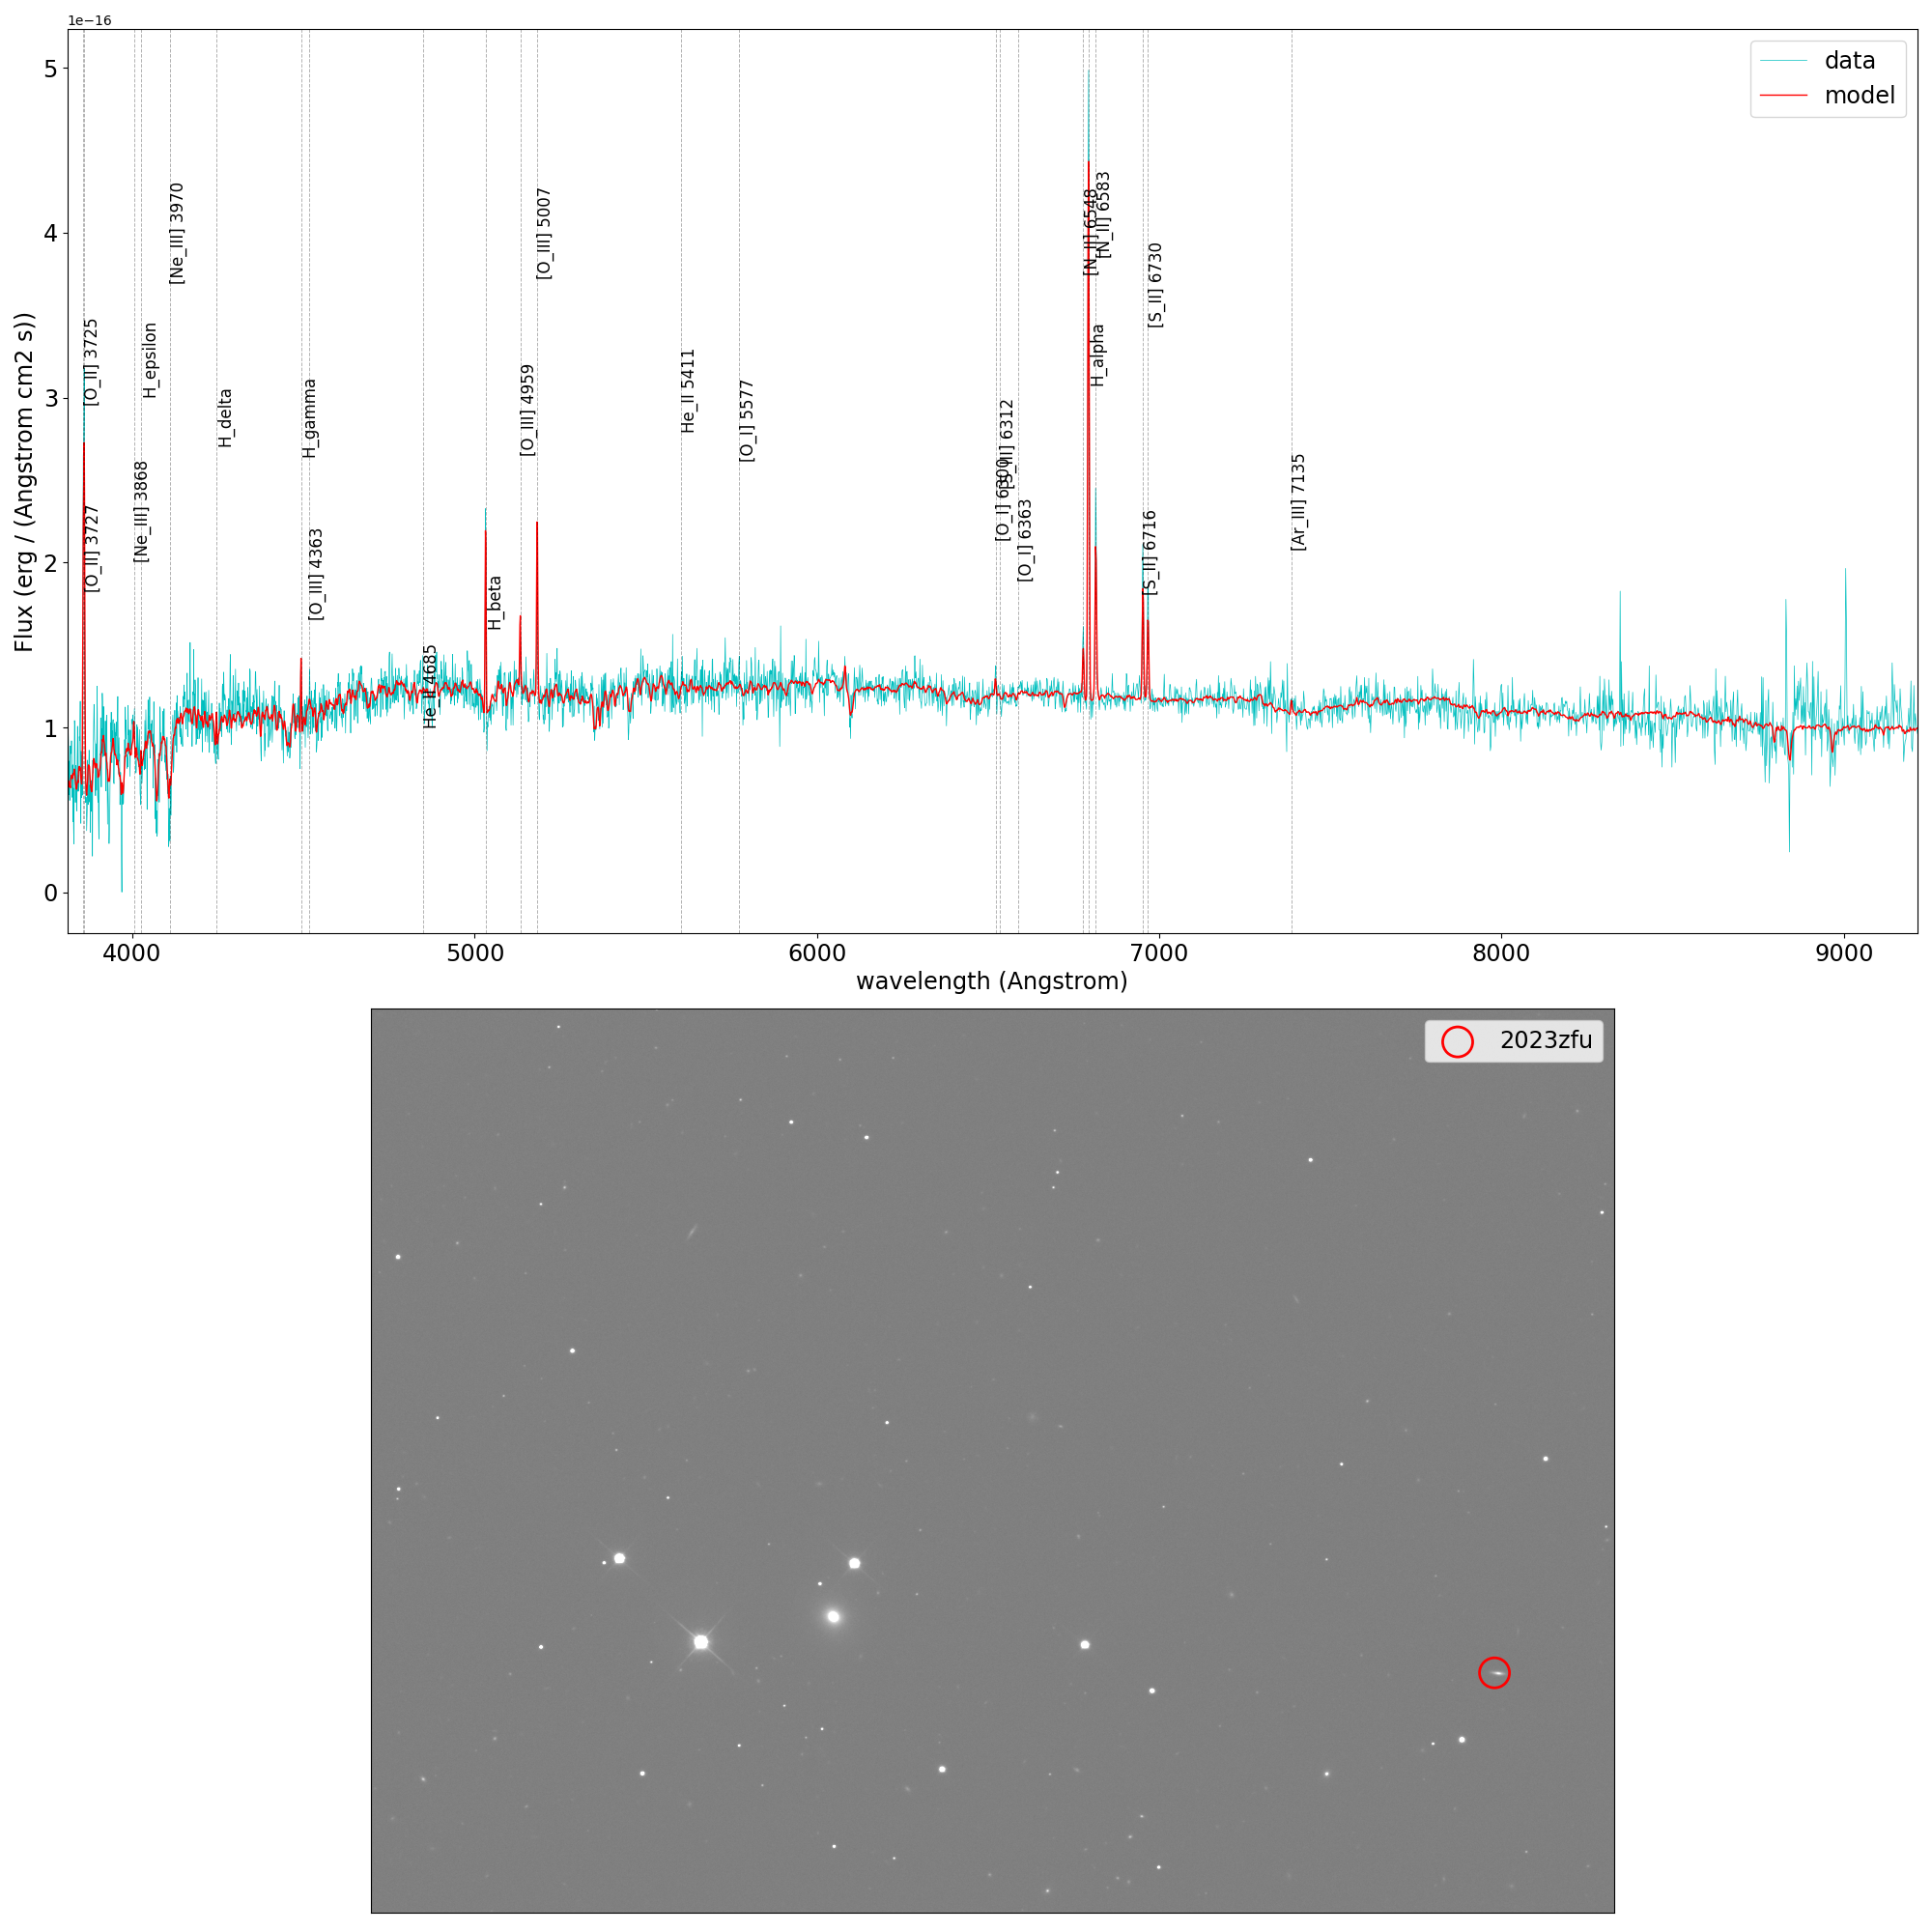 1e−16
data
model
Flux (erg / (Angstrom cm2 s))
5
4
3
2
1
0
[O_II] 3725
[O_II] 3727
[Ne_III] 3868
H_epsilon
[Ne_III] 3970
H_delta
H_gamma
[O_III] 4363
He_II 4685
H_beta
[O_III] 4959
[O_III] 5007
He_II 5411
[O_I] 5577
[O_I] 6300
[S_III] 6312
[O_I] 6363
[N_II] 6548
H_alpha
[N_II] 6583
[S_II] 6716
[S_II] 6730
[Ar_III] 7135
4000 5000 6000 7000 8000 9000
wavelength (Angstrom)
2023zfu